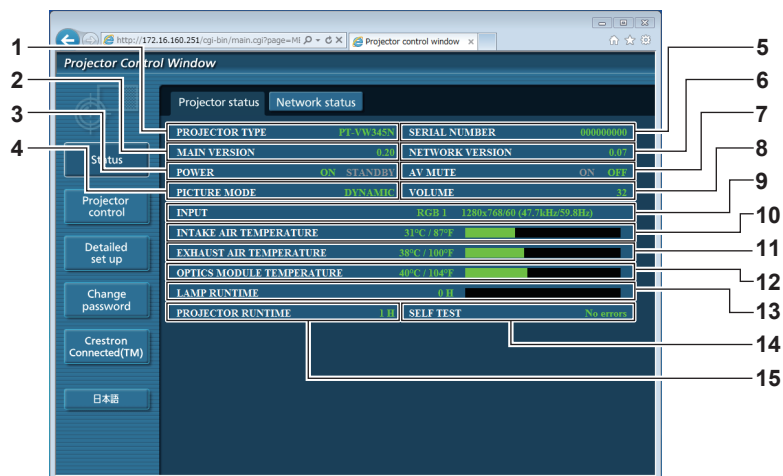 http://172.16.160.251/cgi-bin/main.cgi?page=MI
Projector control window
Projector Control Window
Projector status Network status
PROJECTOR TYPE PT-VW345N SERIAL NUMBER 000000000
MAIN VERSION 0.20 NETWORK VERSION 0.07
POWER ON STANDBY AV MUTE ON OFF
PICTURE MODE DYNAMIC VOLUME 32
INPUT RGB 1 1280x768/60 (47.7kHz/59.8Hz)
INTAKE AIR TEMPERATURE 31°C / 87°F
EXHAUST AIR TEMPERATURE 38°C / 100°F
OPTICS MODULE TEMPERATURE 40°C / 104°F
LAMP RUNTIME 0 H
PROJECTOR RUNTIME 1 H SELF TEST No errors
Status
Projector
control
Detailed
set up
Change
password
Crestron
Connected(TM)
日本語
1
2
3
4
5
6
7
8
9
10
11
12
13
14
15